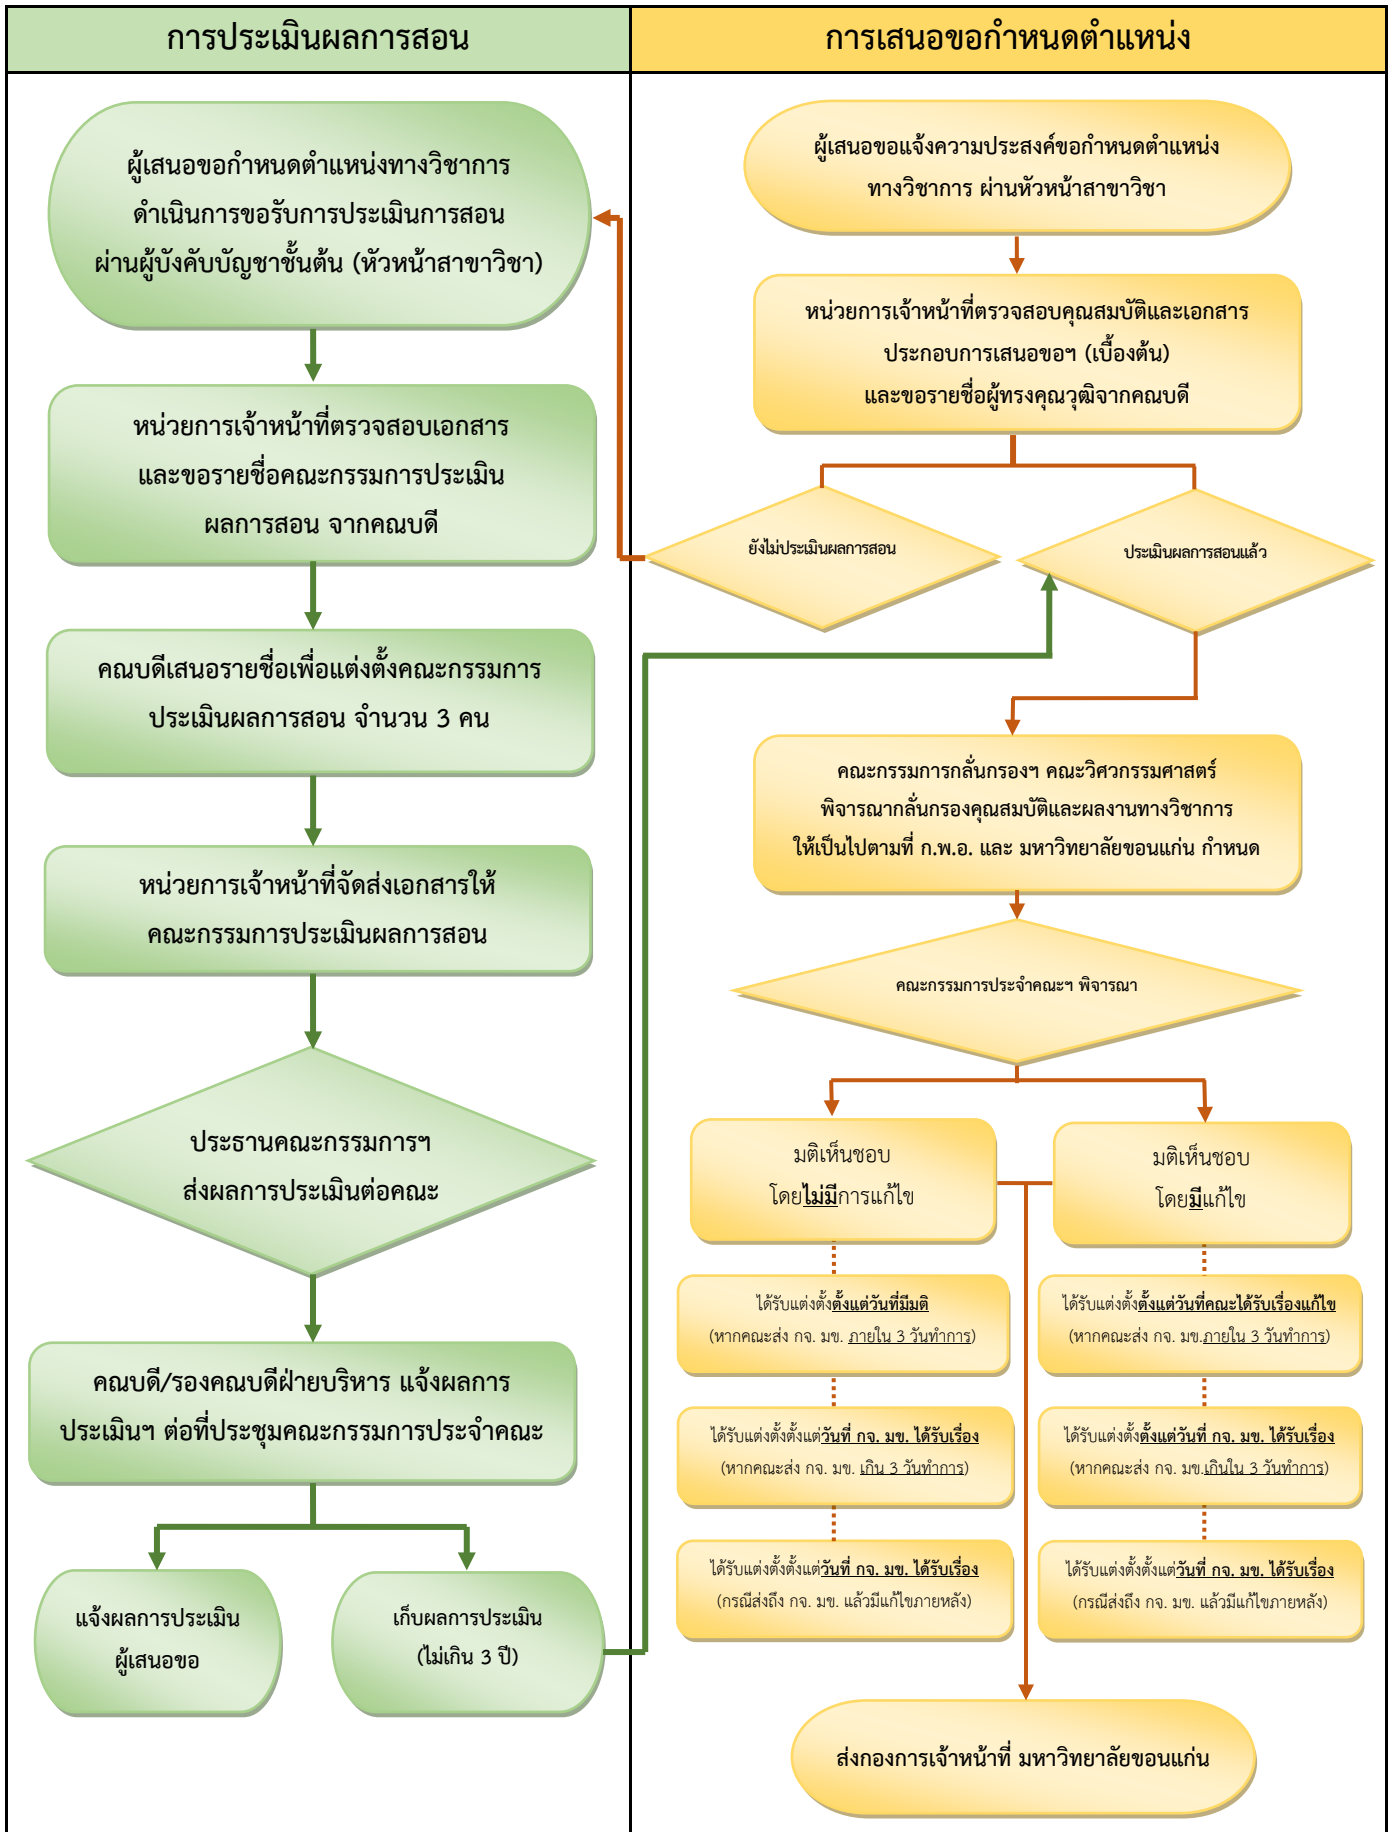 การประเมินผลการสอน
ผู้เสนอขอกำหนดตำแหน่งทางวิชาการ
ดำเนินการขอรับการประเมินการสอน
ผ่านผู้บังคับบัญชาชั้นต้น (หัวหน้าสาขาวิชา)
หน่วยการเจ้าหน้าที่ตรวจสอบเอกสาร
และขอรายชื่อคณะกรรมการประเมิน
ผลการสอน จากคณบดี
คณบดีเสนอรายชื่อเพื่อแต่งตั้งคณะกรรมการ
ประเมินผลการสอน จำนวน 3 คน
หน่วยการเจ้าหน้าที่จัดส่งเอกสารให้
คณะกรรมการประเมินผลการสอน
ประธานคณะกรรมการฯ
ส่งผลการประเมินต่อคณะ
คณบดี/รองคณบดีฝ่ายบริหาร แจ้งผลการ
ประเมินฯ ต่อที่ประชุมคณะกรรมการประจำคณะ
แจ้งผลการประเมิน
ผู้เสนอขอ
เก็บผลการประเมิน
(ไม่เกิน 3 ปี)
การเสนอขอกำหนดตำแหน่ง
ผู้เสนอขอแจ้งความประสงค์ขอกำหนดตำแหน่ง
ทางวิชาการ ผ่านหัวหน้าสาขาวิชา
หน่วยการเจ้าหน้าที่ตรวจสอบคุณสมบัติและเอกสาร
ประกอบการเสนอขอฯ (เบื้องต้น)
และขอรายชื่อผู้ทรงคุณวุฒิจากคณบดี
ยังไม่ประเมินผลการสอน
ประเมินผลการสอนแล้ว
คณะกรรมการกลั่นกรองฯ คณะวิศวกรรมศาสตร์
พิจารณากลั่นกรองคุณสมบัติและผลงานทางวิชาการ
ให้เป็นไปตามที่ ก.พ.อ. และ มหาวิทยาลัยขอนแก่น กำหนด
คณะกรรมการประจำคณะฯ พิจารณา
มติเห็นชอบ
โดยไม่มีการแก้ไข
ได้รับแต่งตั้งตั้งแต่วันที่มีมติ
(หากคณะส่ง กจ. มข. ภายใน 3 วันทำการ)
ได้รับแต่งตั้งตั้งแต่วันที่ กจ. มข. ได้รับเรื่อง
(หากคณะส่ง กจ. มข. เกิน 3 วันทำการ)
ได้รับแต่งตั้งตั้งแต่วันที่ กจ. มข. ได้รับเรื่อง
(กรณีส่งถึง กจ. มข. แล้วมีแก้ไขภายหลัง)
มติเห็นชอบ
โดยมีแก้ไข
ได้รับแต่งตั้งตั้งแต่วันที่คณะได้รับเรื่องแก้ไข
(หากคณะส่ง กจ. มข.ภายใน 3 วันทำการ)
ได้รับแต่งตั้งตั้งแต่วันที่ กจ. มข. ได้รับเรื่อง
(หากคณะส่ง กจ. มข.เกินใน 3 วันทำการ)
ได้รับแต่งตั้งตั้งแต่วันที่ กจ. มข. ได้รับเรื่อง
(กรณีส่งถึง กจ. มข. แล้วมีแก้ไขภายหลัง)
ส่งกองการเจ้าหน้าที่ มหาวิทยาลัยขอนแก่น